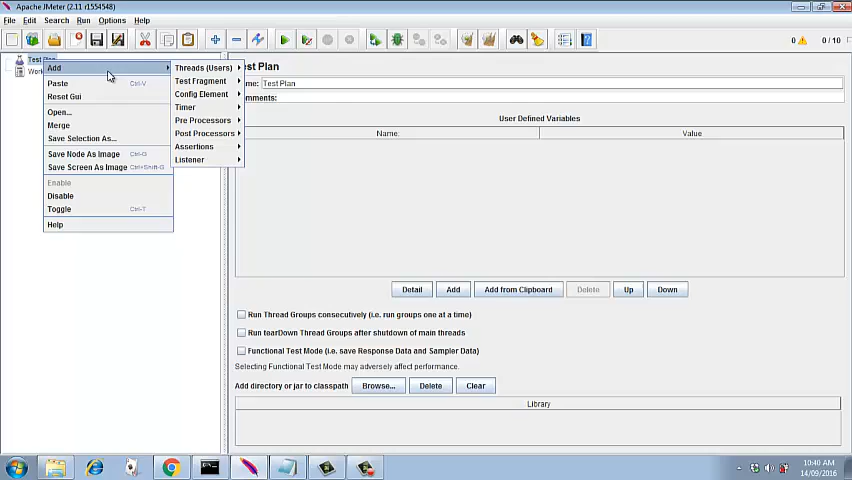 Apache JMeter (2.11 r1554548)
File Edit Search Run Options Help
0 0 / 10
Test Plan
Add
Paste Ctrl-V
Reset Gui
Open...
Merge
Save Selection As...
Save Node As Image Ctrl-G
Save Screen As Image Ctrl+Shift-G
Enable
Disable
Toggle Ctrl-T
Help
Threads (Users)
Test Fragment
Config Element
Timer
Pre Processors
Post Processors
Assertions
Listener
est Plan
me: Test Plan
mments:
User Defined Variables
Name: Value
Detail Add Add from Clipboard Delete Up Down
Run Thread Groups consecutively (i.e. run groups one at a time)
Run tearDown Thread Groups after shutdown of main threads
Functional Test Mode (i.e. save Response Data and Sampler Data)
Selecting Functional Test Mode may adversely affect performance.
Add directory or jar to classpath Browse... Delete Clear
Library
10:40 AM
14/09/2016